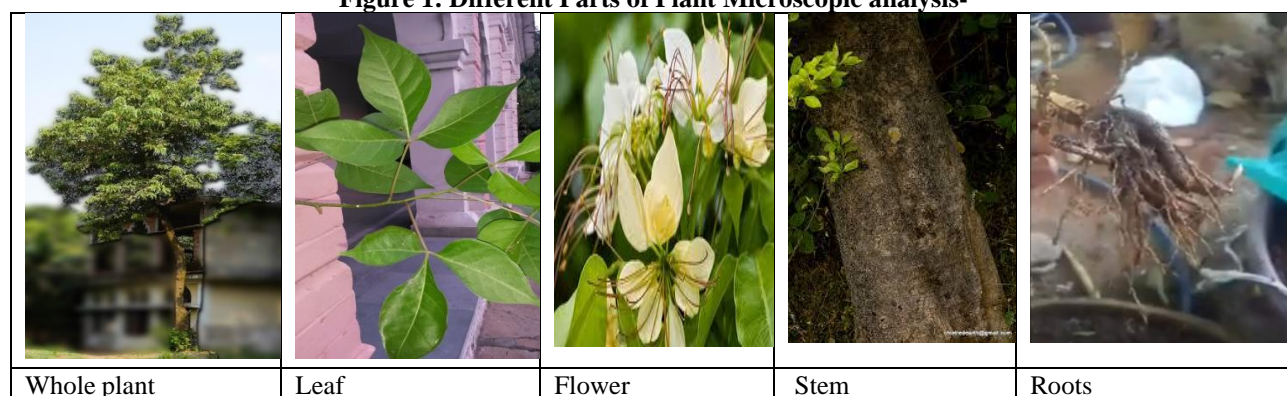 Figure 1: Different Parts of Plant Microscopic analysis-
Whole plant
Leaf
Flower
Stem
Roots